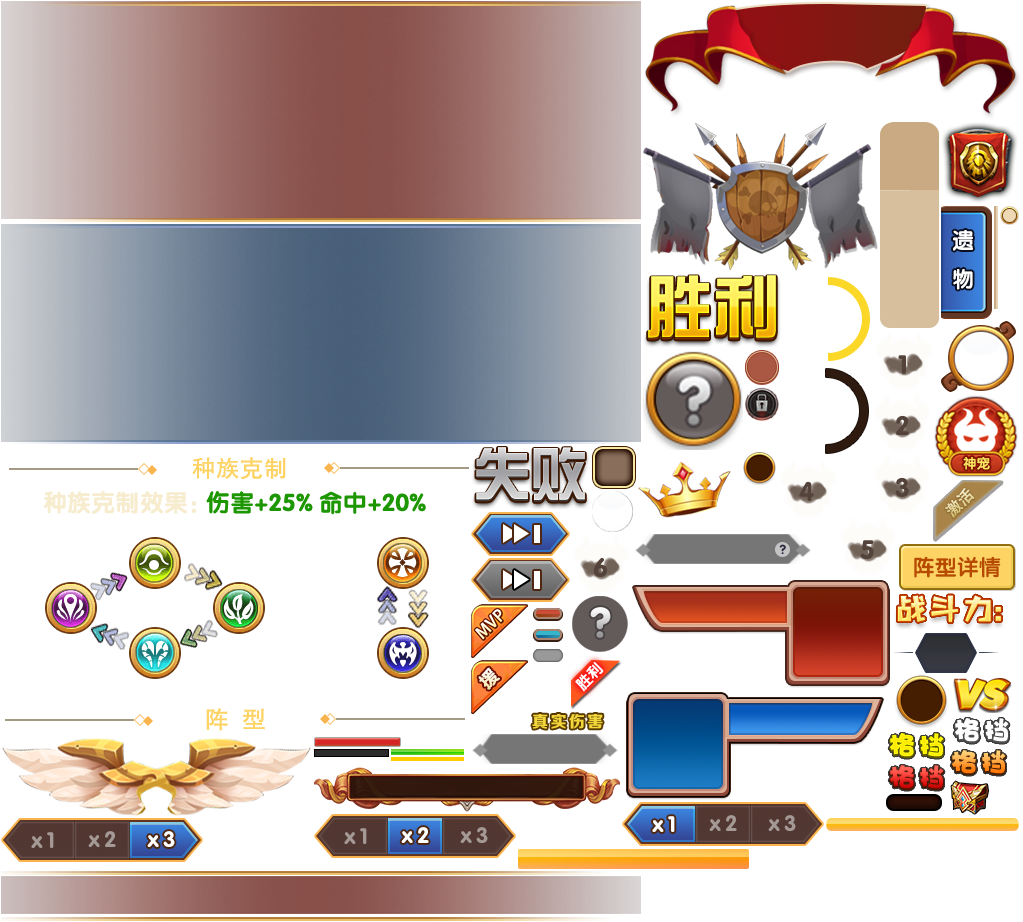 遗
物
胜利
1
?
2
神宠
种族克制
失败
种族克制效果：伤害+25% 命中+20%
3
4
激活
?
5
6
阵型详情
MVP
?
战斗力:
援
胜利
VS
阵 型
真实伤害
格挡
格挡
格挡
格挡
x1 x2 x3
x1 x2 x3
x1 x2 x3